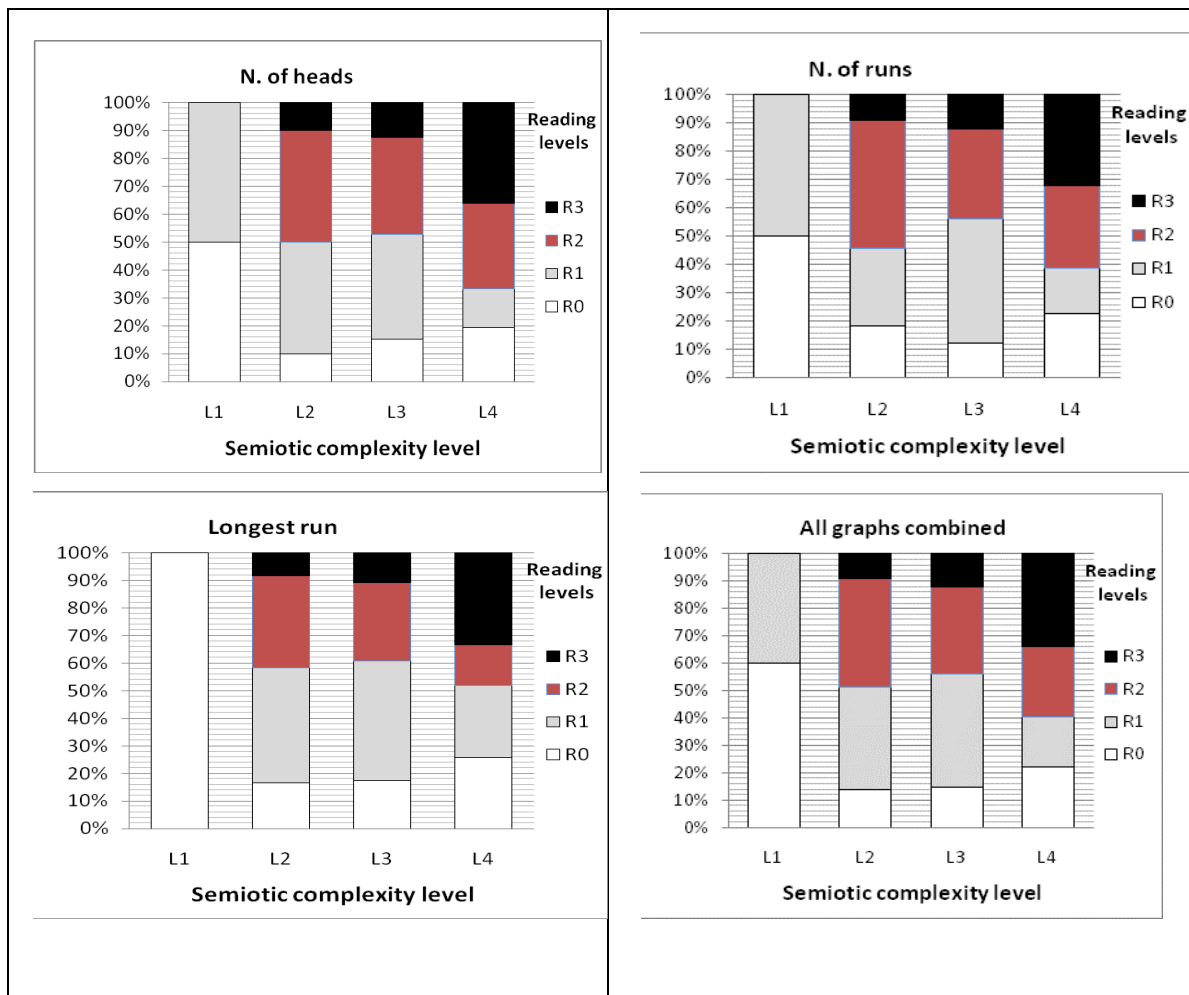 N. of heads
100%
90%
80%
70%
60%
50%
40%
30%
20%
10%
0%
Reading
levels
R3
R2
R1
R0
L1 L2 L3 L4
Semiotic complexity level
N. of runs
100%
90%
80%
70%
60%
50%
40%
30%
20%
10%
0%
Reading
levels
R3
R2
R1
R0
L1 L2 L3 L4
Semiotic complexity level
Longest run
100%
90%
80%
70%
60%
50%
40%
30%
20%
10%
0%
Reading
levels
R3
R2
R1
R0
L1 L2 L3 L4
Semiotic complexity level
All graphs combined
100%
90%
80%
70%
60%
50%
40%
30%
20%
10%
0%
Reading
levels
R3
R2
R1
R0
L1 L2 L3 L4
Semiotic complexity level